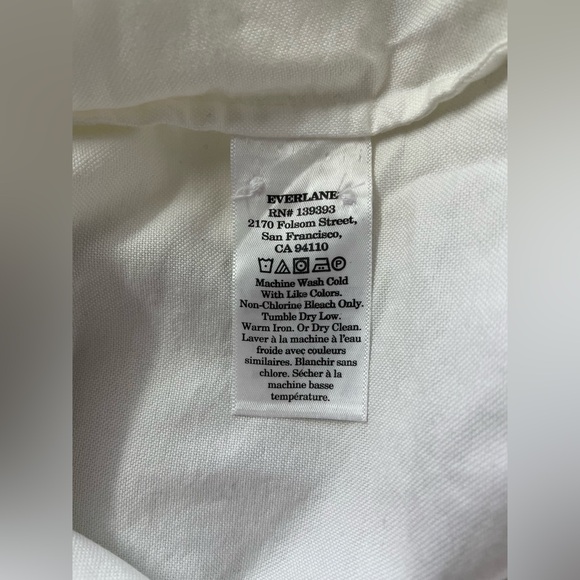 EVERLANE
RN# 139393
2170 Folsom Street,
San Francisco,
CA 94110
Machine Wash Cold
With Like Colors.
Non-Chlorine Bleach Only.
Tumble Dry Low.
Warm Iron. Or Dry Clean.
Laver à la machine à l'eau
froide avec couleurs
similaires. Blanchir sans
chlore. Sécher à la
machine basse
température.